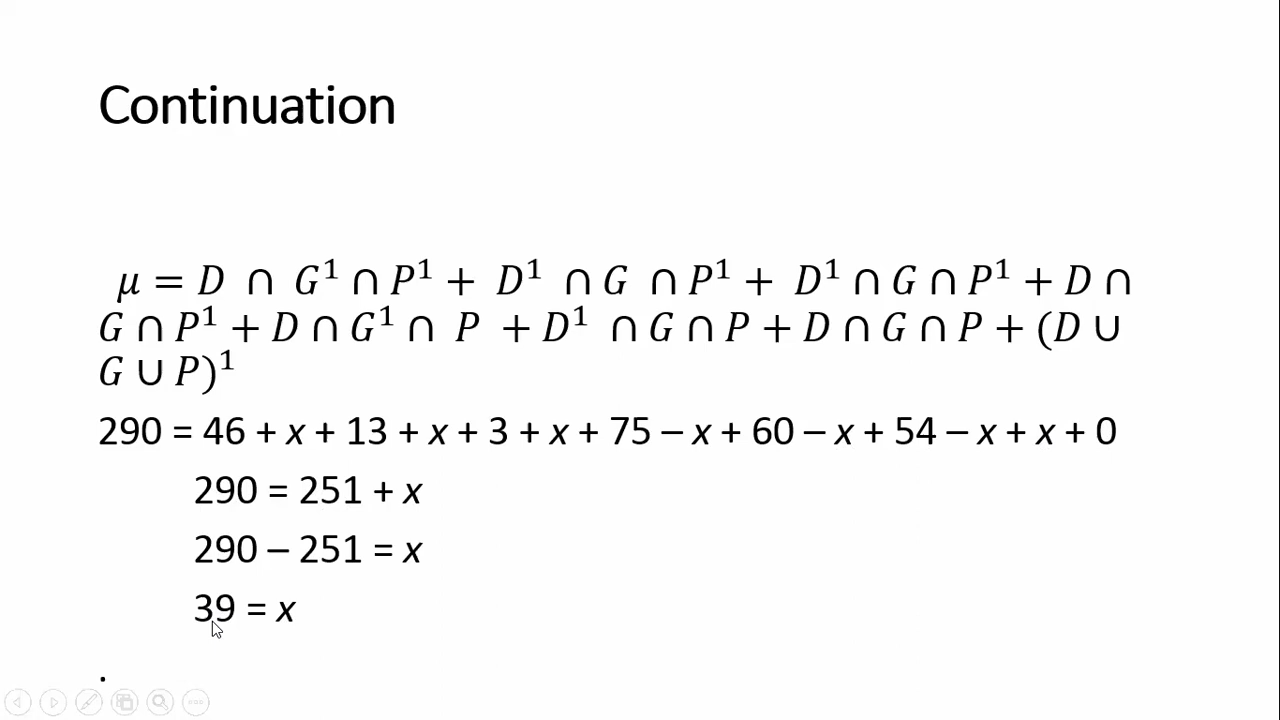 Continuation
μ = D ∩ G¹ ∩ P¹ + D¹ ∩ G ∩ P¹ + D¹ ∩ G ∩ P¹ + D ∩
G ∩ P¹ + D ∩ G¹ ∩ P + D¹ ∩ G ∩ P + D ∩ G ∩ P + (D ∪
G ∪ P)¹
290 = 46 + x + 13 + x + 3 + x + 75 – x + 60 – x + 54 – x + x + 0
290 = 251 + x
290 – 251 = x
39 = x
.